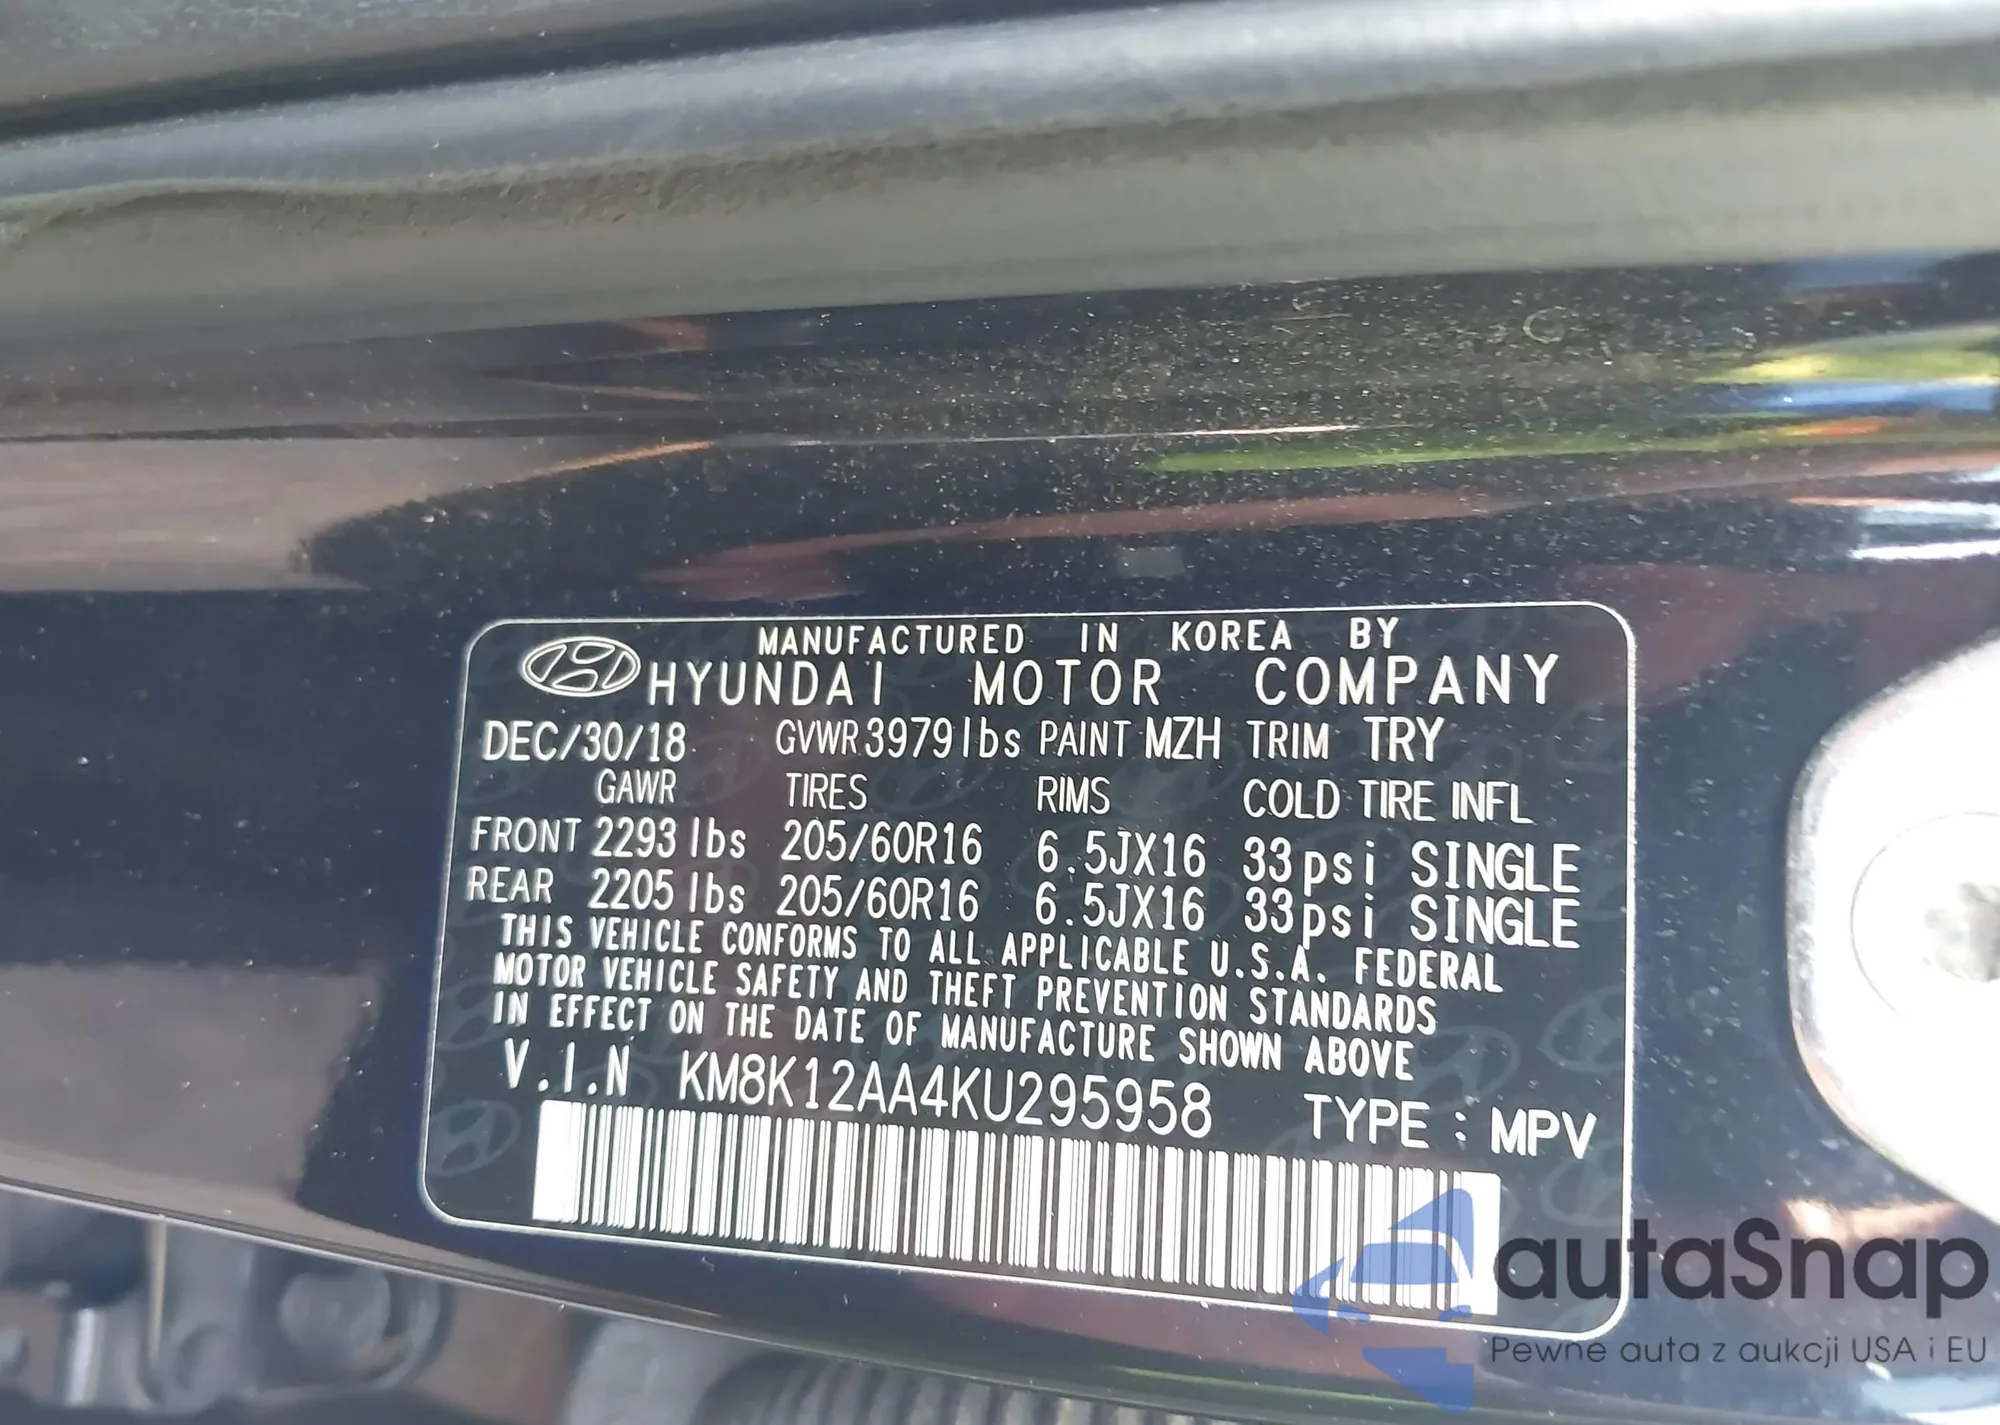 MANUFACTURED IN KOREA BY
HYUNDAI MOTOR COMPANY
DEC/30/18 GVWR 3979lbs PAINT MZH TRIM TRY
GAWR TIRES RIMS COLD TIRE INFL
FRONT 2293 lbs 205/60R16 6.5JX16 33psi SINGLE
REAR 2205 lbs 205/60R16 6.5JX16 33psi SINGLE
THIS VEHICLE CONFORMS TO ALL APPLICABLE U.S.A. FEDERAL
MOTOR VEHICLE SAFETY AND THEFT PREVENTION STANDARDS
IN EFFECT ON THE DATE OF MANUFACTURE SHOWN ABOVE
V.I.N KM8K12AA4KU295958 TYPE : MPV
autaSnap
Pewne auta z aukcji USA i EU